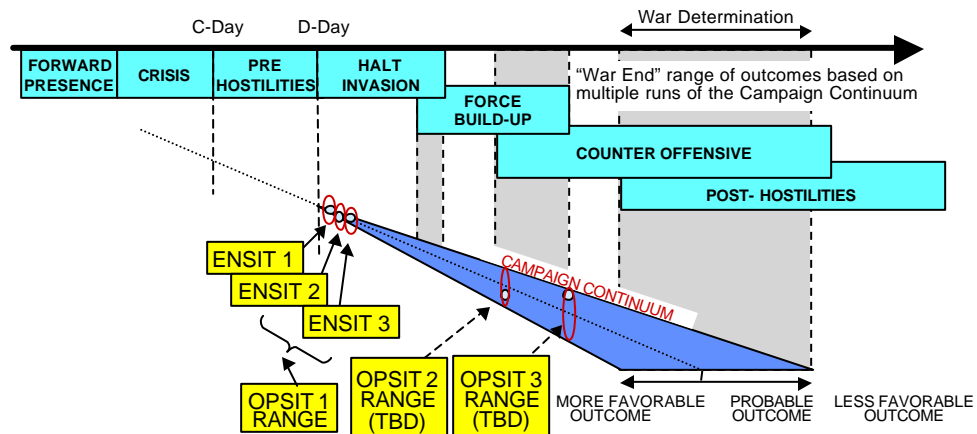 War Determination
C-Day
D-Day
FORWARD
PRESENCE
CRISIS
PRE
HOSTILITIES
HALT
INVASION
“War End” range of outcomes based on
multiple runs of the Campaign Continuum
FORCE
BUILD-UP
COUNTER OFFENSIVE
POST- HOSTILITIES
ENSIT 1
ENSIT 2
ENSIT 3
CAMPAIGN CONTINUUM
OPSIT 1
RANGE
OPSIT 2
RANGE
(TBD)
OPSIT 3
RANGE
(TBD)
MORE FAVORABLE
OUTCOME
PROBABLE
OUTCOME
LESS FAVORABLE
OUTCOME